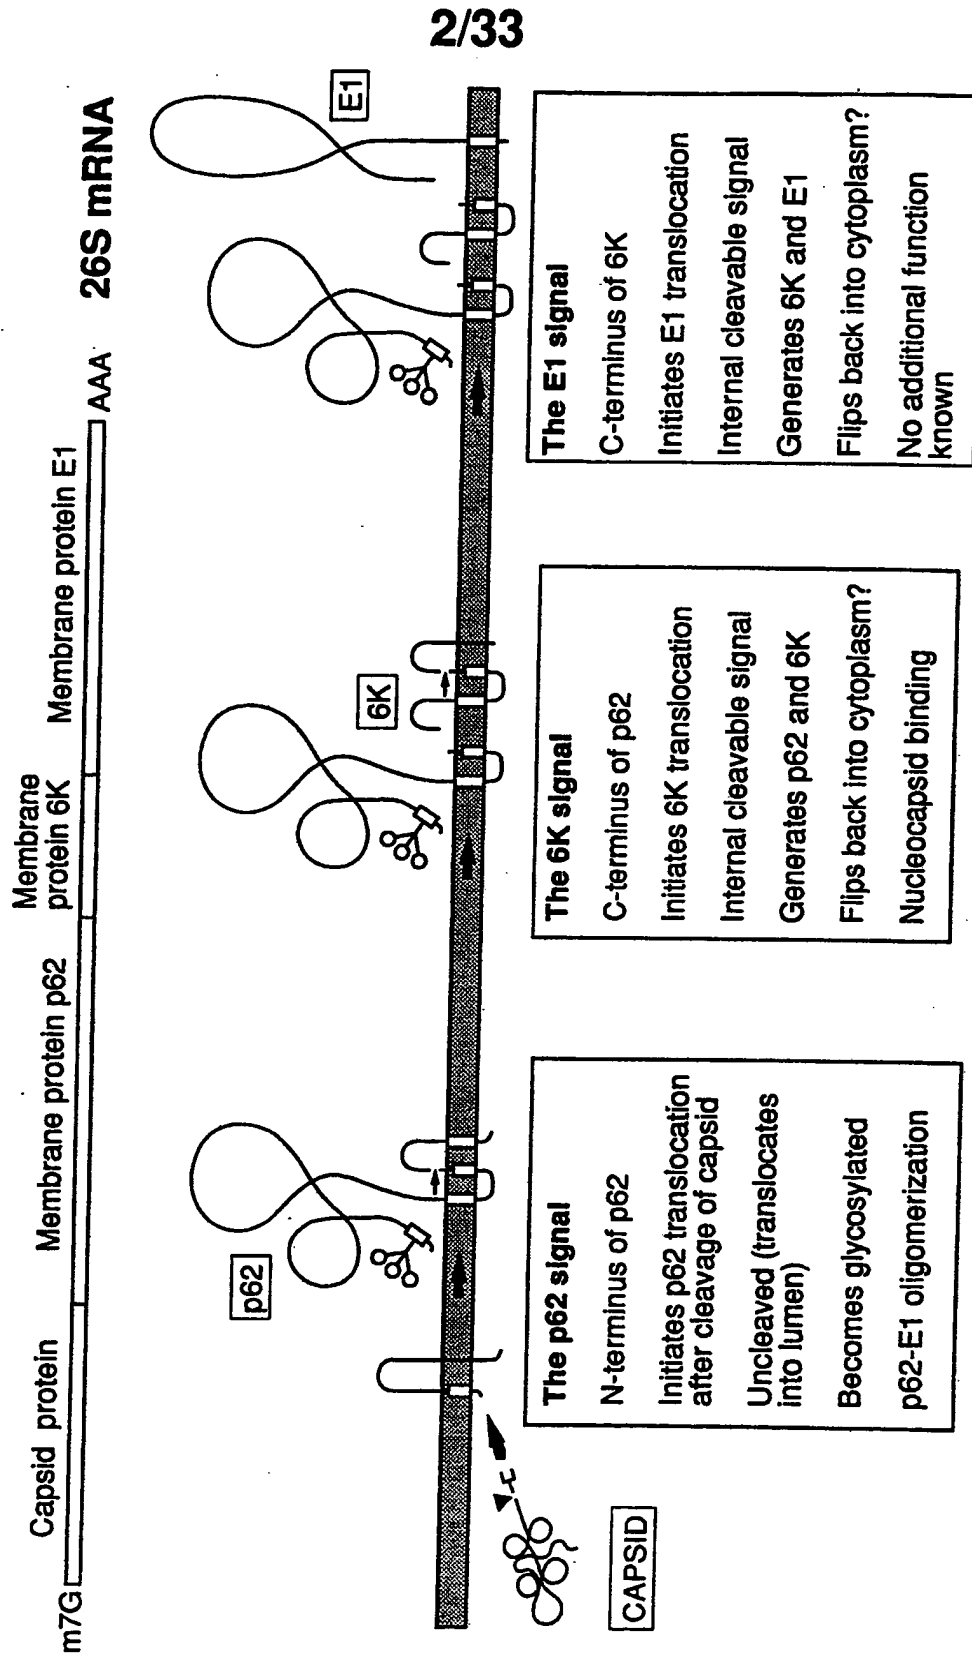 2/33
m7G
Capsid protein
Membrane protein p62
Membrane
protein 6K
Membrane protein E1
AAA
26S mRNA
CAPSID
p62
6K
E1
The p62 signal
N-terminus of p62
Initiates p62 translocation
after cleavage of capsid
Uncleaved (translocates
into lumen)
Becomes glycosylated
p62-E1 oligomerization
The 6K signal
C-terminus of p62
Initiates 6K translocation
Internal cleavable signal
Generates p62 and 6K
Flips back into cytoplasm?
Nucleocapsid binding
The E1 signal
C-terminus of 6K
Initiates E1 translocation
Internal cleavable signal
Generates 6K and E1
Flips back into cytoplasm?
No additional function
known